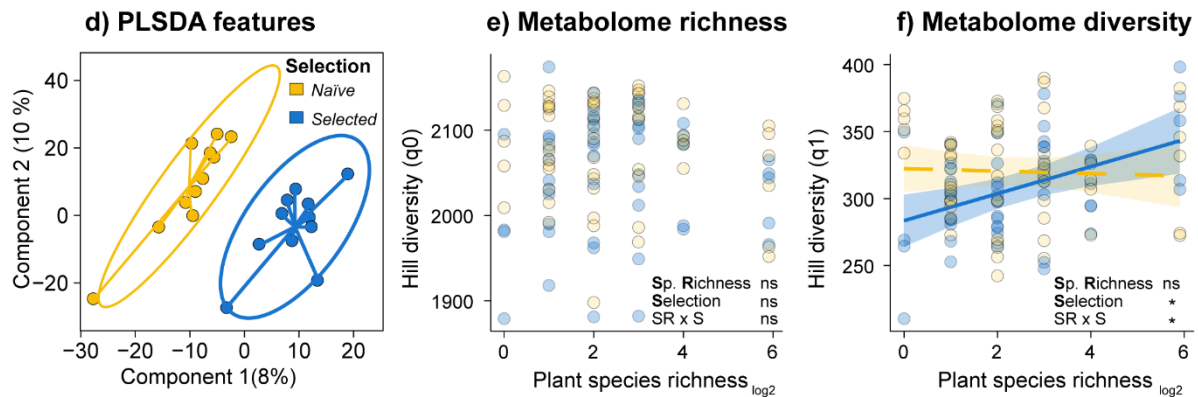 d) PLSDA features
Selection
Naïve
Selected
Component 2 (10 %)
40
20
0
−20
−30
−20
−10
0
10
20
Component 1(8%)
e) Metabolome richness
Hill diversity (q0)
2100
2000
1900
Sp. Richness ns
Selection ns
SR x S ns
0
2
4
6
Plant species richness log2
f) Metabolome diversity
Hill diversity (q1)
400
350
300
250
Sp. Richness ns
Selection *
SR x S *
0
2
4
6
Plant species richness log2